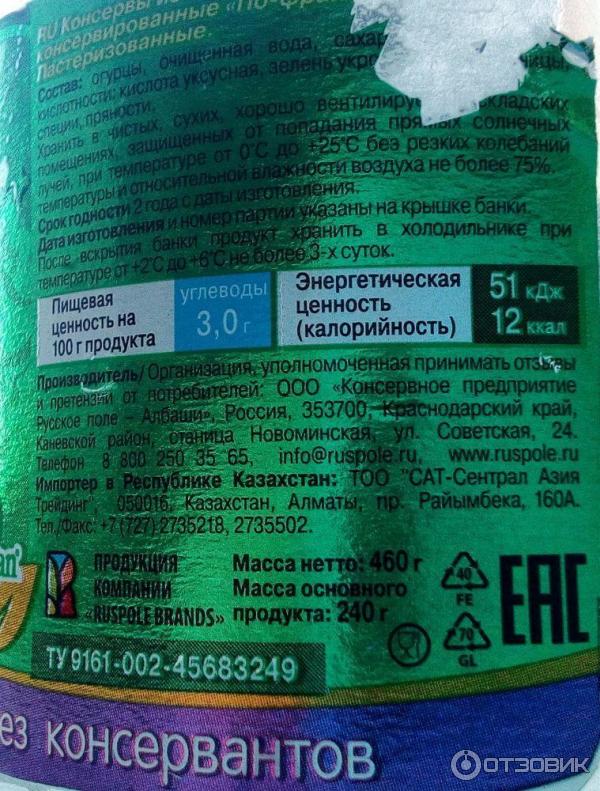 RU Консервы из
консервированные «По-Фран
Пастеризованные.
Состав: огурцы, очищенная вода, сахар
кислотности: кислота уксусная, зелень укро
специи, пряности.
Хранить в чистых, сухих, хорошо вентилируе складских
помещениях, защищенных от попадания прямых солнечных
лучей, при температуре от 0°С до +25°С без резких колебаний
температуры и относительной влажности воздуха не более 75%.
Срок годности 2 года с даты изготовления.
Дата изготовления и номер партии указаны на крышке банки.
После вскрытия банки продукт хранить в холодильнике при
температуре от +2°С до +6°С не более 3-х суток.
Пищевая ценность на 100 г продукта
углеводы 3,0 г
Энергетическая ценность (калорийность)
51 кДж
12 ккал
Производитель/ Организация, уполномоченная принимать отзывы
и претензии от потребителей: ООО «Консервное предприятие
Русское поле – Албаши», Россия, 353700, Краснодарский край,
Каневской район, станица Новоминская, ул. Советская, 24.
Телефон 8 800 250 35 65, info@ruspole.ru, www.ruspole.ru
Импортер в Республике Казахстан: ТОО "САТ-Сентрал Азия
Трейдинг", 050016, Казахстан, Алматы, пр. Райымбека, 160А.
Тел./Факс: +7 (727) 2735218, 2735502.
ПРОДУКЦИЯ
КОМПАНИИ
"RUSPOLE BRANDS"
Масса нетто: 460 г
Масса основного
продукта: 240 г
40
FE
70
GL
EAC
ТУ 9161-002-45683249
ез консервантов
ОТЗОВИК